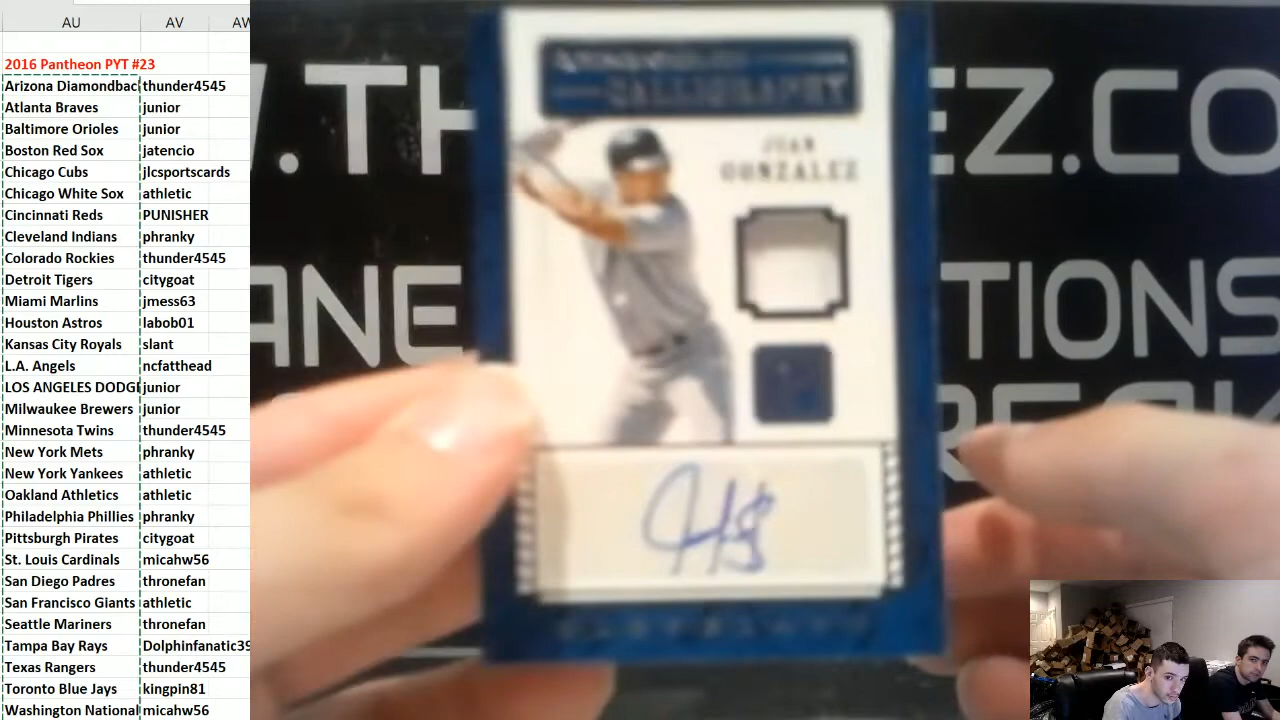 AU AV AW
2016 Pantheon PYT #23
Arizona Diamondbac thunder4545
Atlanta Braves junior
Baltimore Orioles junior
Boston Red Sox jatencio
Chicago Cubs jlcsportscards
Chicago White Sox athletic
Cincinnati Reds PUNISHER
Cleveland Indians phranky
Colorado Rockies thunder4545
Detroit Tigers citygoat
Miami Marlins jmess63
Houston Astros labob01
Kansas City Royals slant
L.A. Angels ncfatthead
LOS ANGELES DODG junior
Milwaukee Brewers junior
Minnesota Twins thunder4545
New York Mets phranky
New York Yankees athletic
Oakland Athletics athletic
Philadelphia Phillies phranky
Pittsburgh Pirates citygoat
St. Louis Cardinals micahw56
San Diego Padres thronefan
San Francisco Giants athletic
Seattle Mariners thronefan
Tampa Bay Rays Dolphinfanatic39
Texas Rangers thunder4545
Toronto Blue Jays kingpin81
Washington National micahw56
CALLIGRAPHY
JUAN
GONZALEZ
W.TH EZ.CO
ANE TIONS